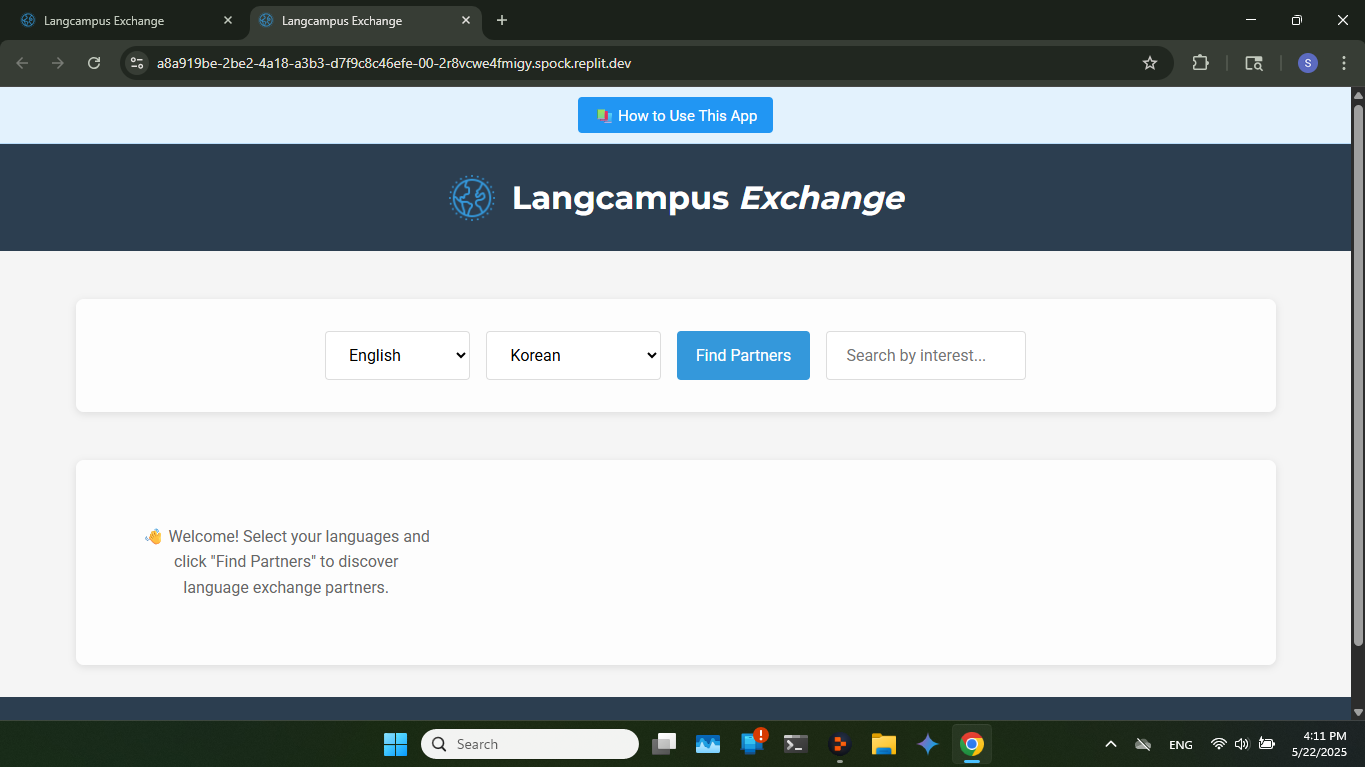 Langcampus Exchange
Langcampus Exchange
a8a919be-2be2-4a18-a3b3-d7f9c8c46efe-00-2r8vcwe4fmigy.spock.replit.dev
S
How to Use This App
Langcampus Exchange
English
Korean
Find Partners
Search by interest...
👋 Welcome! Select your languages and
click "Find Partners" to discover
language exchange partners.
Search
ENG
4:11 PM
5/22/2025